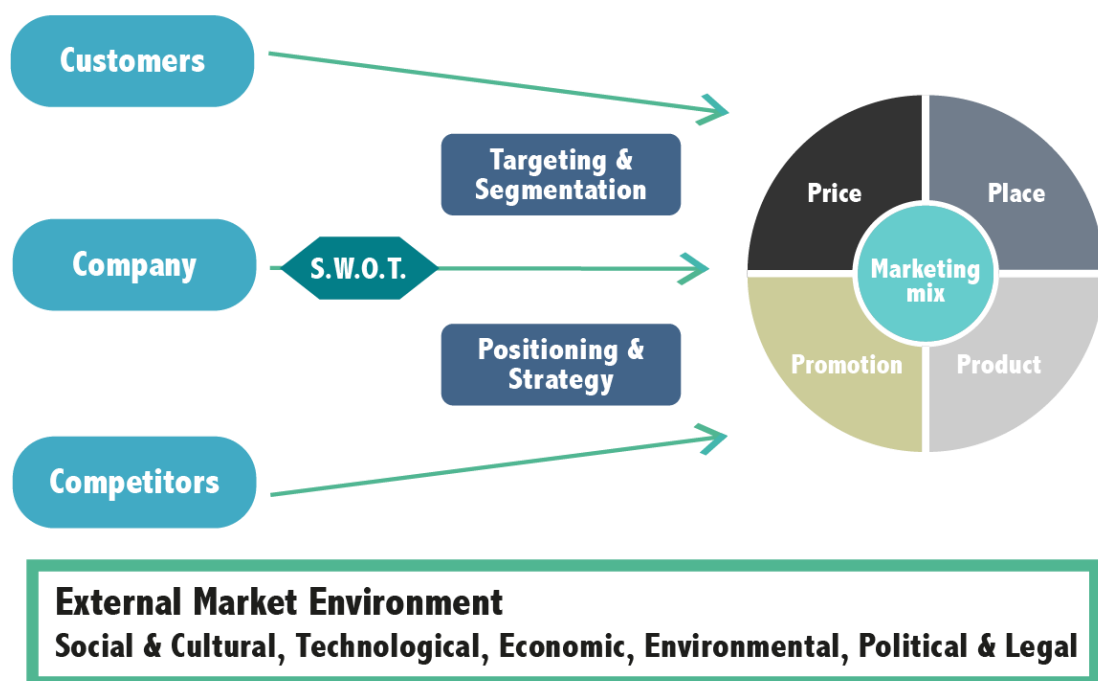 Customers
Targeting &
Segmentation
Price
Place
Company
S.W.O.T.
Marketing
mix
Positioning &
Strategy
Promotion
Product
Competitors
External Market Environment
Social & Cultural, Technological, Economic, Environmental, Political & Legal